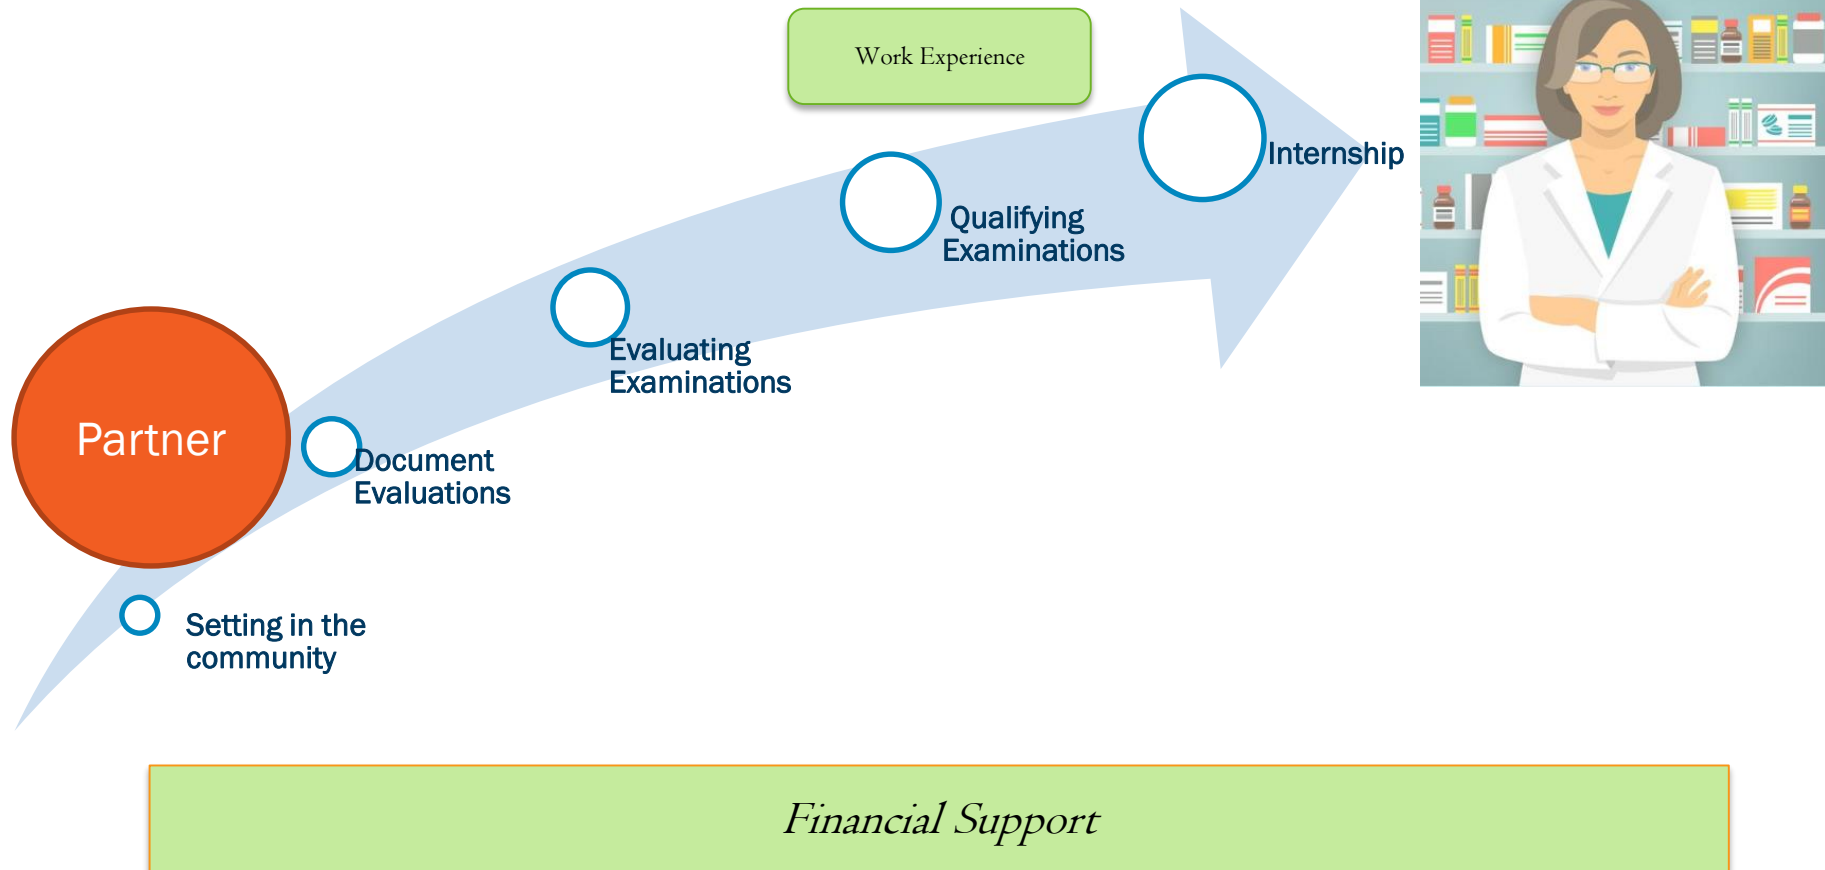 Work Experience
Internship
Qualifying
Examinations
Evaluating
Examinations
Partner
Document
Evaluations
Setting in the
community
Financial Support